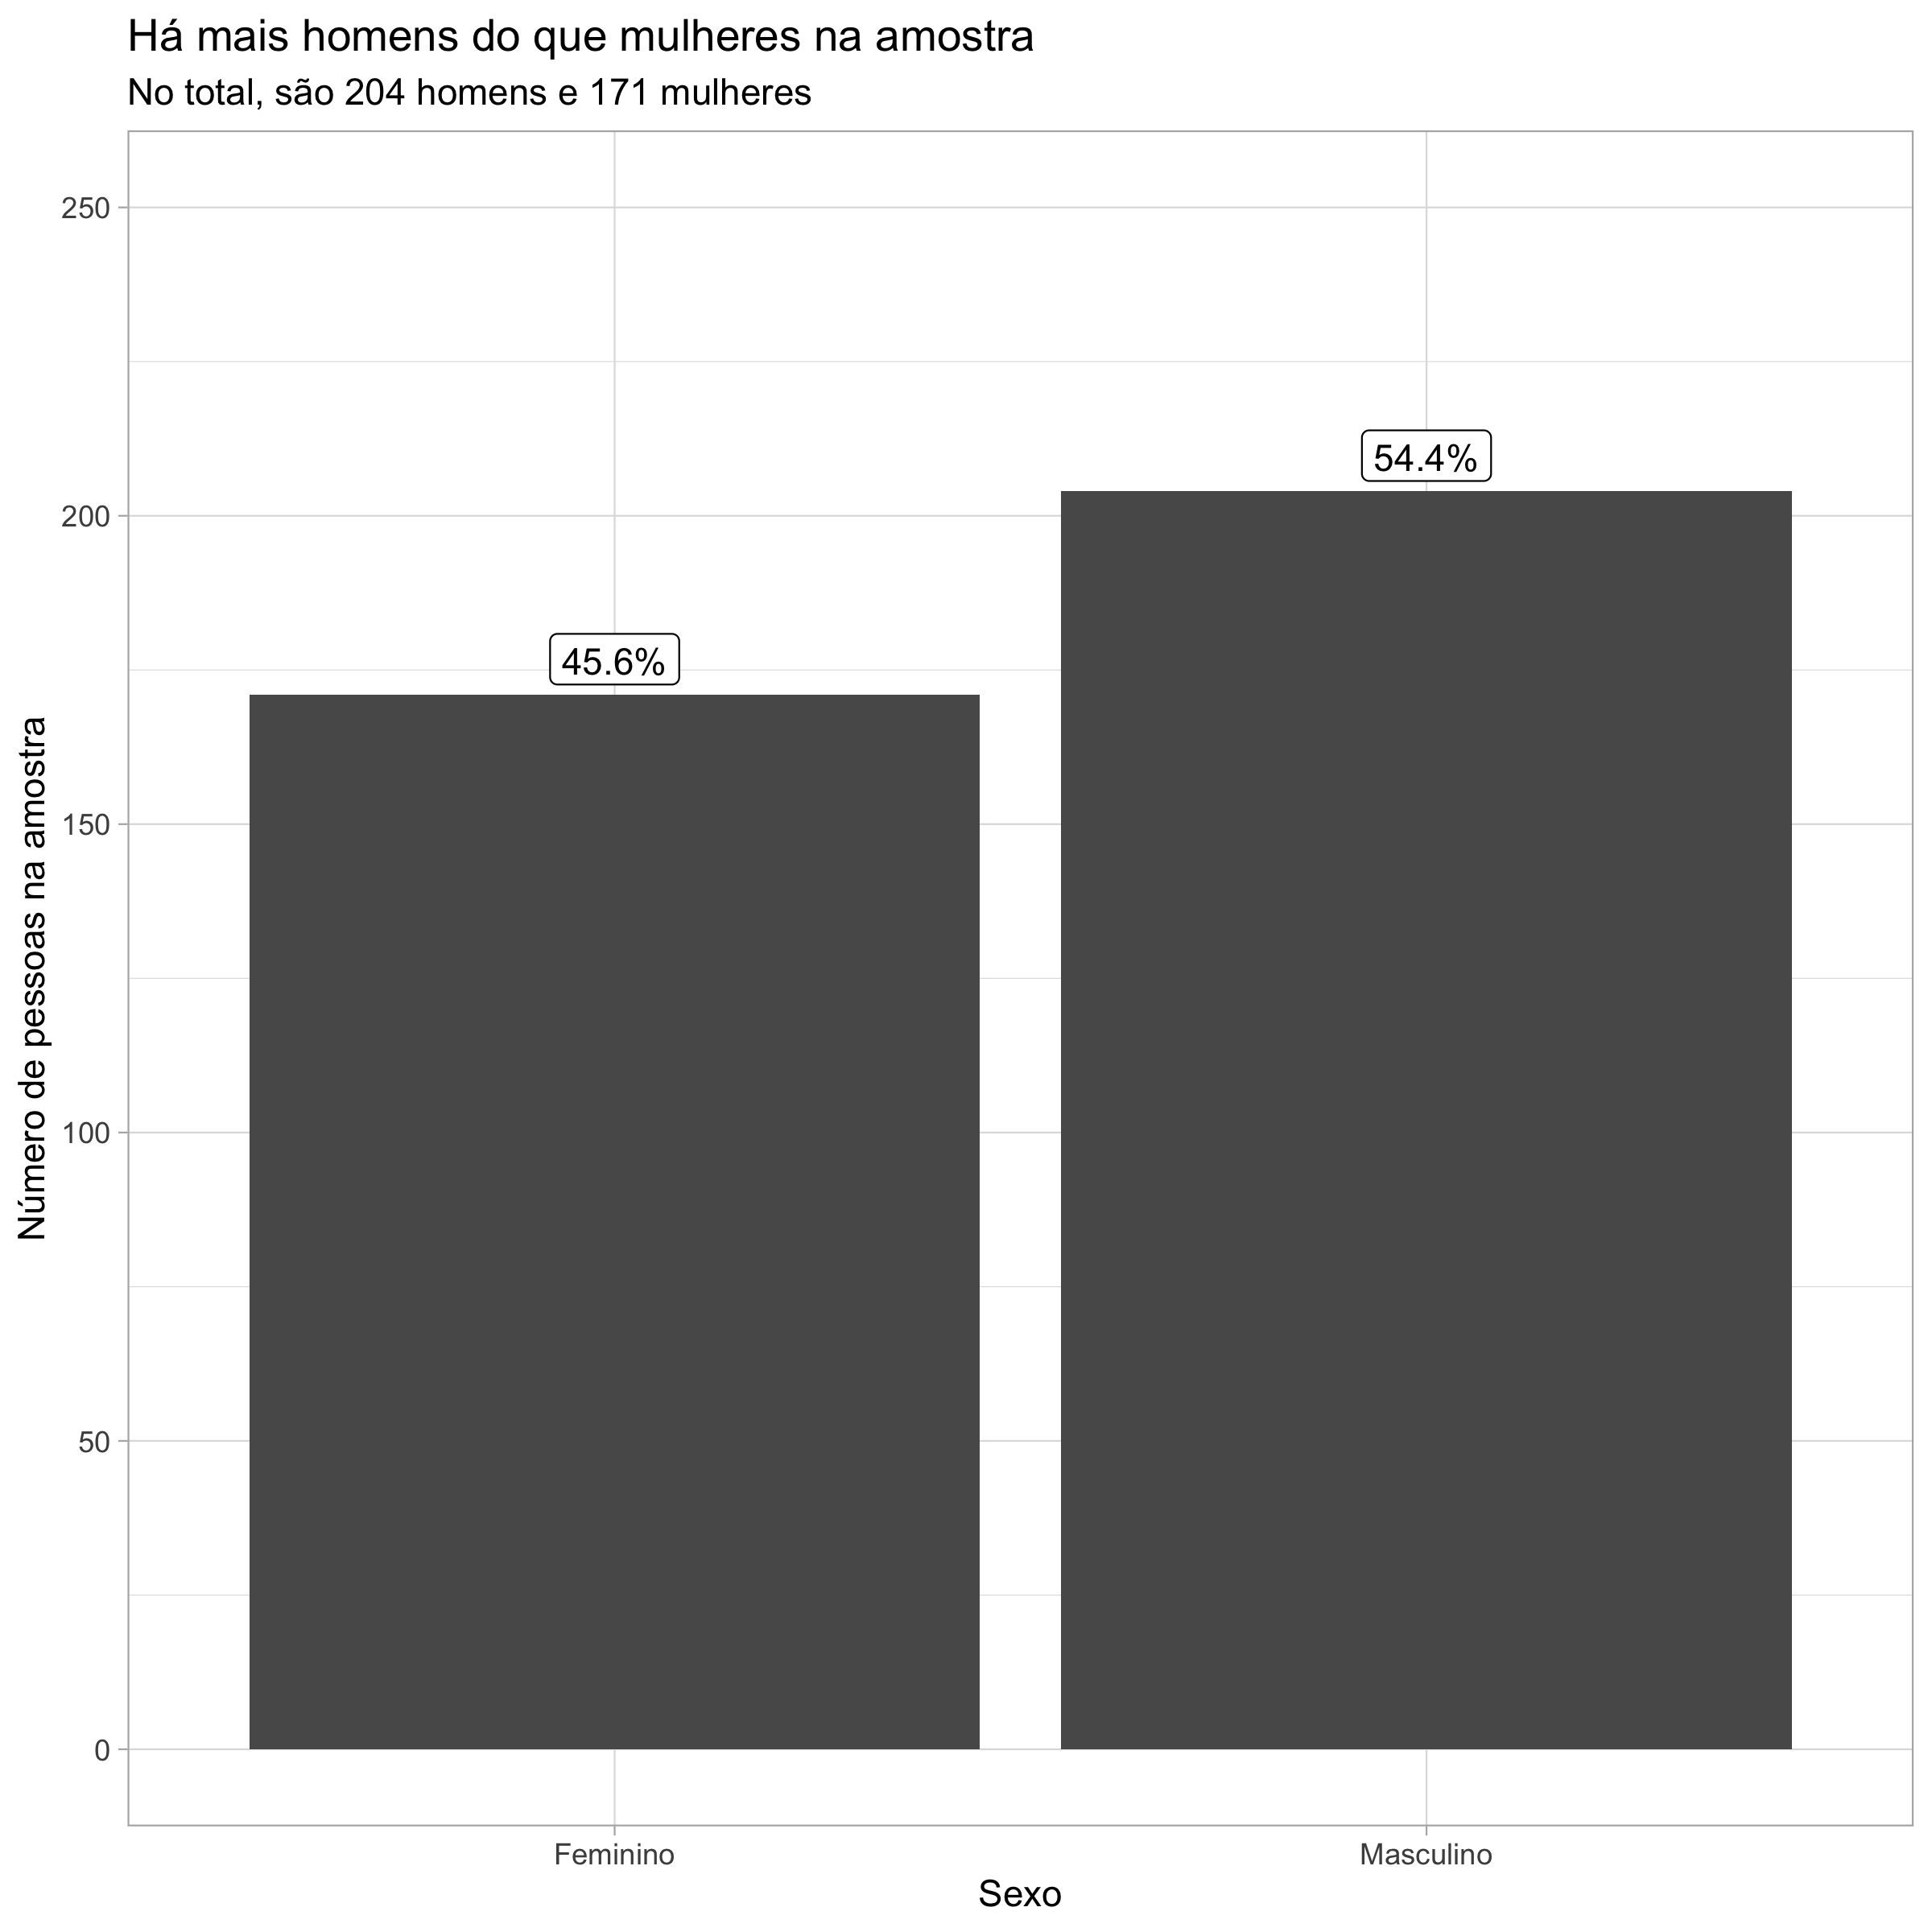 Há mais homens do que mulheres na amostra
No total, são 204 homens e 171 mulheres
Número de pessoas na amostra
250
200
150
100
50
0
45.6%
54.4%
Feminino
Masculino
Sexo